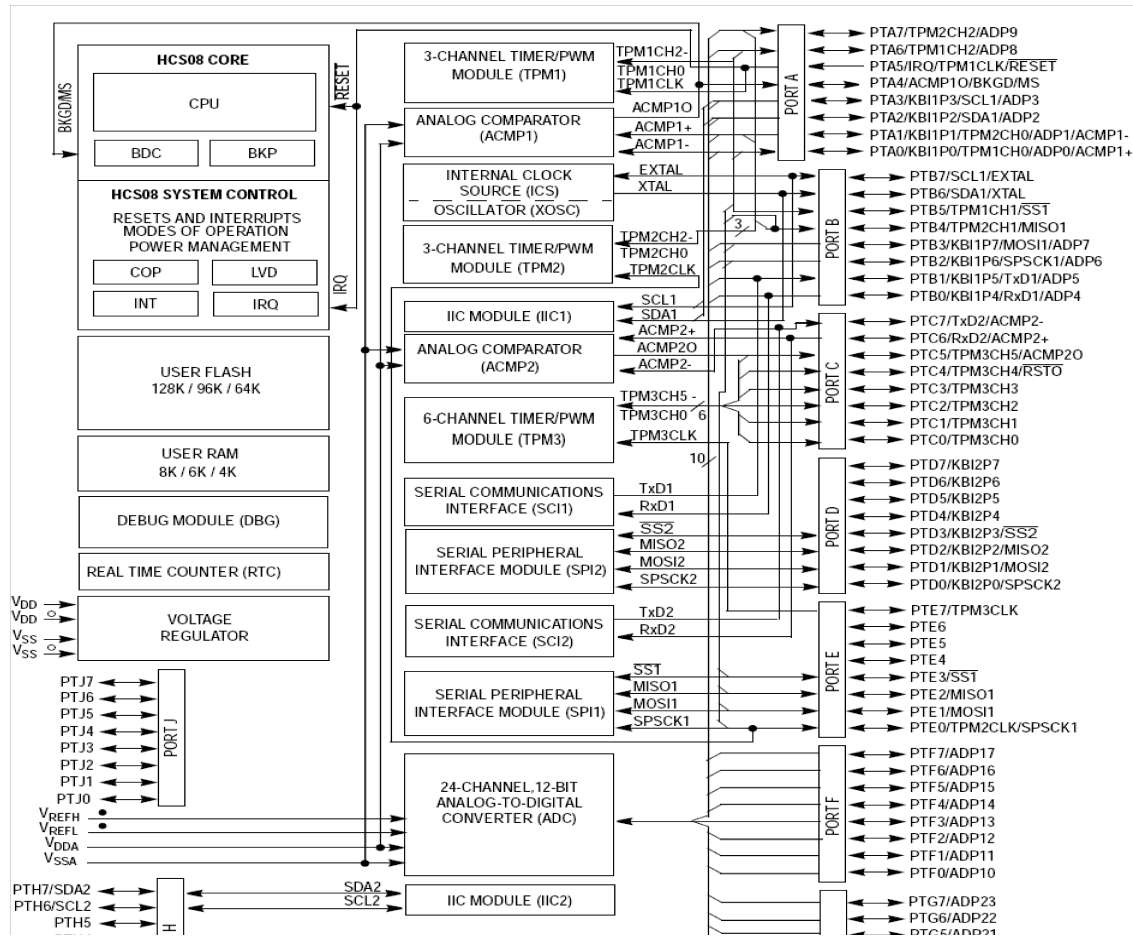 HCS08 CORE
CPU
BDC
BKP
BKGD/MS
RESET
HCS08 SYSTEM CONTROL
RESETS AND INTERRUPTS
MODES OF OPERATION
POWER MANAGEMENT
COP
LVD
INT
IRQ
IRQ
USER FLASH
128K / 96K / 64K
USER RAM
8K / 6K / 4K
DEBUG MODULE (DBG)
REAL TIME COUNTER (RTC)
VOLTAGE
REGULATOR
VDD
VDD
VSS
VSS
PTJ7
PTJ6
PTJ5
PTJ4
PTJ3
PTJ2
PTJ1
PTJ0
PORT J
VREFH
VREFL
VDDA
VSSA
PTH7/SDA2
PTH6/SCL2
PTH5
H
3-CHANNEL TIMER/PWM
MODULE (TPM1)
TPM1CH2-
TPM1CH0
TPM1CLK
ANALOG COMPARATOR
(ACMP1)
ACMP1O
ACMP1+
ACMP1-
INTERNAL CLOCK
SOURCE (ICS)
OSCILLATOR (XOSC)
EXTAL
XTAL
3-CHANNEL TIMER/PWM
MODULE (TPM2)
TPM2CH2-
TPM2CH0
TPM2CLK
3
IIC MODULE (IIC1)
SCL1
SDA1
ANALOG COMPARATOR
(ACMP2)
ACMP2+
ACMP2O
ACMP2-
6-CHANNEL TIMER/PWM
MODULE (TPM3)
TPM3CH5 -
TPM3CH0
6
TPM3CLK
10
SERIAL COMMUNICATIONS
INTERFACE (SCI1)
TxD1
RxD1
SERIAL PERIPHERAL
INTERFACE MODULE (SPI2)
SS2
MISO2
MOSI2
SPSCK2
SERIAL COMMUNICATIONS
INTERFACE (SCI2)
TxD2
RxD2
SERIAL PERIPHERAL
INTERFACE MODULE (SPI1)
SS1
MISO1
MOSI1
SPSCK1
24-CHANNEL,12-BIT
ANALOG-TO-DIGITAL
CONVERTER (ADC)
IIC MODULE (IIC2)
SDA2
SCL2
PORT A
PTA7/TPM2CH2/ADP9
PTA6/TPM1CH2/ADP8
PTA5/IRQ/TPM1CLK/RESET
PTA4/ACMP1O/BKGD/MS
PTA3/KBI1P3/SCL1/ADP3
PTA2/KBI1P2/SDA1/ADP2
PTA1/KBI1P1/TPM2CH0/ADP1/ACMP1-
PTA0/KBI1P0/TPM1CH0/ADP0/ACMP1+
PORT B
PTB7/SCL1/EXTAL
PTB6/SDA1/XTAL
PTB5/TPM1CH1/SS1
PTB4/TPM2CH1/MISO1
PTB3/KBI1P7/MOSI1/ADP7
PTB2/KBI1P6/SPSCK1/ADP6
PTB1/KBI1P5/TxD1/ADP5
PTB0/KBI1P4/RxD1/ADP4
PORT C
PTC7/TxD2/ACMP2-
PTC6/RxD2/ACMP2+
PTC5/TPM3CH5/ACMP2O
PTC4/TPM3CH4/RSTO
PTC3/TPM3CH3
PTC2/TPM3CH2
PTC1/TPM3CH1
PTC0/TPM3CH0
PORT D
PTD7/KBI2P7
PTD6/KBI2P6
PTD5/KBI2P5
PTD4/KBI2P4
PTD3/KBI2P3/SS2
PTD2/KBI2P2/MISO2
PTD1/KBI2P1/MOSI2
PTD0/KBI2P0/SPSCK2
PORT E
PTE7/TPM3CLK
PTE6
PTE5
PTE4
PTE3/SS1
PTE2/MISO1
PTE1/MOSI1
PTE0/TPM2CLK/SPSCK1
PORT F
PTF7/ADP17
PTF6/ADP16
PTF5/ADP15
PTF4/ADP14
PTF3/ADP13
PTF2/ADP12
PTF1/ADP11
PTF0/ADP10
PTG7/ADP23
PTG6/ADP22
PTG5/ADP21